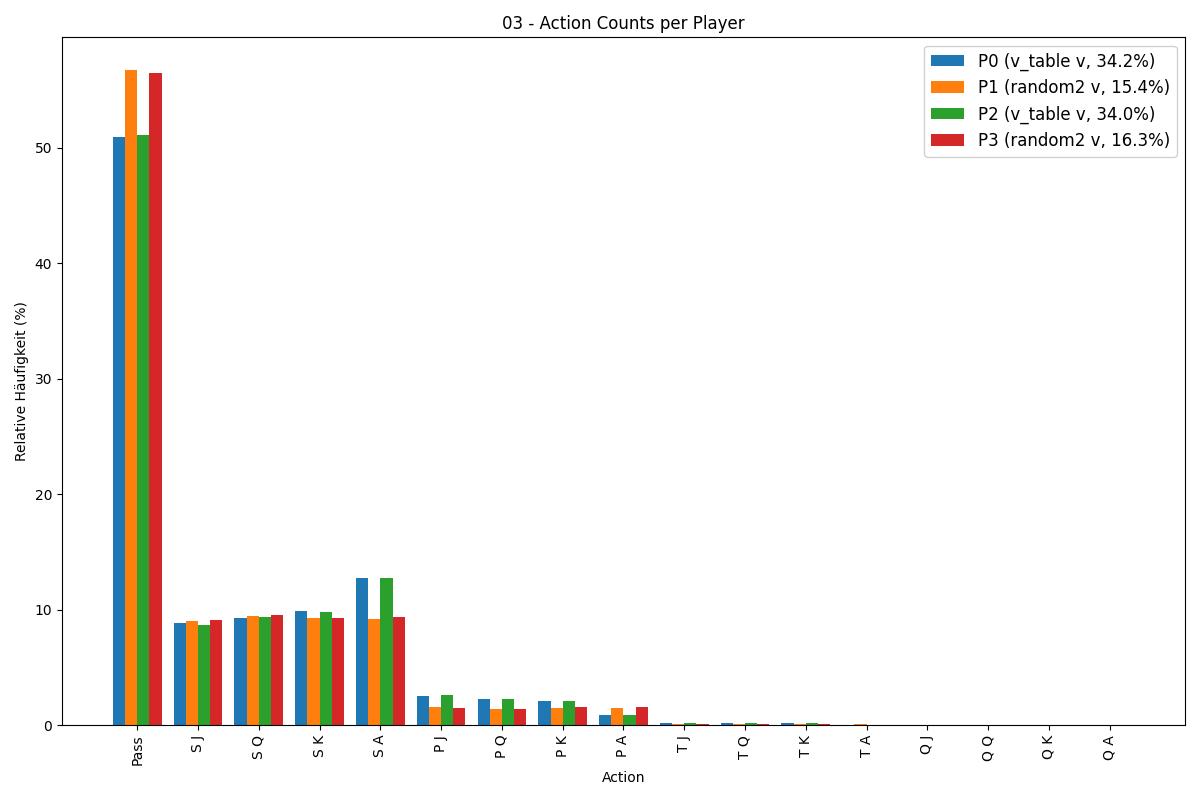 03 - Action Counts per Player
P0 (v_table v, 34.2%)
P1 (random2 v, 15.4%)
P2 (v_table v, 34.0%)
P3 (random2 v, 16.3%)
Relative Häufigkeit (%)
50
40
30
20
10
0
Pass
S J
S Q
S K
S A
P J
P Q
P K
P A
T J
T Q
T K
T A
Q J
Q Q
Q K
Q A
Action